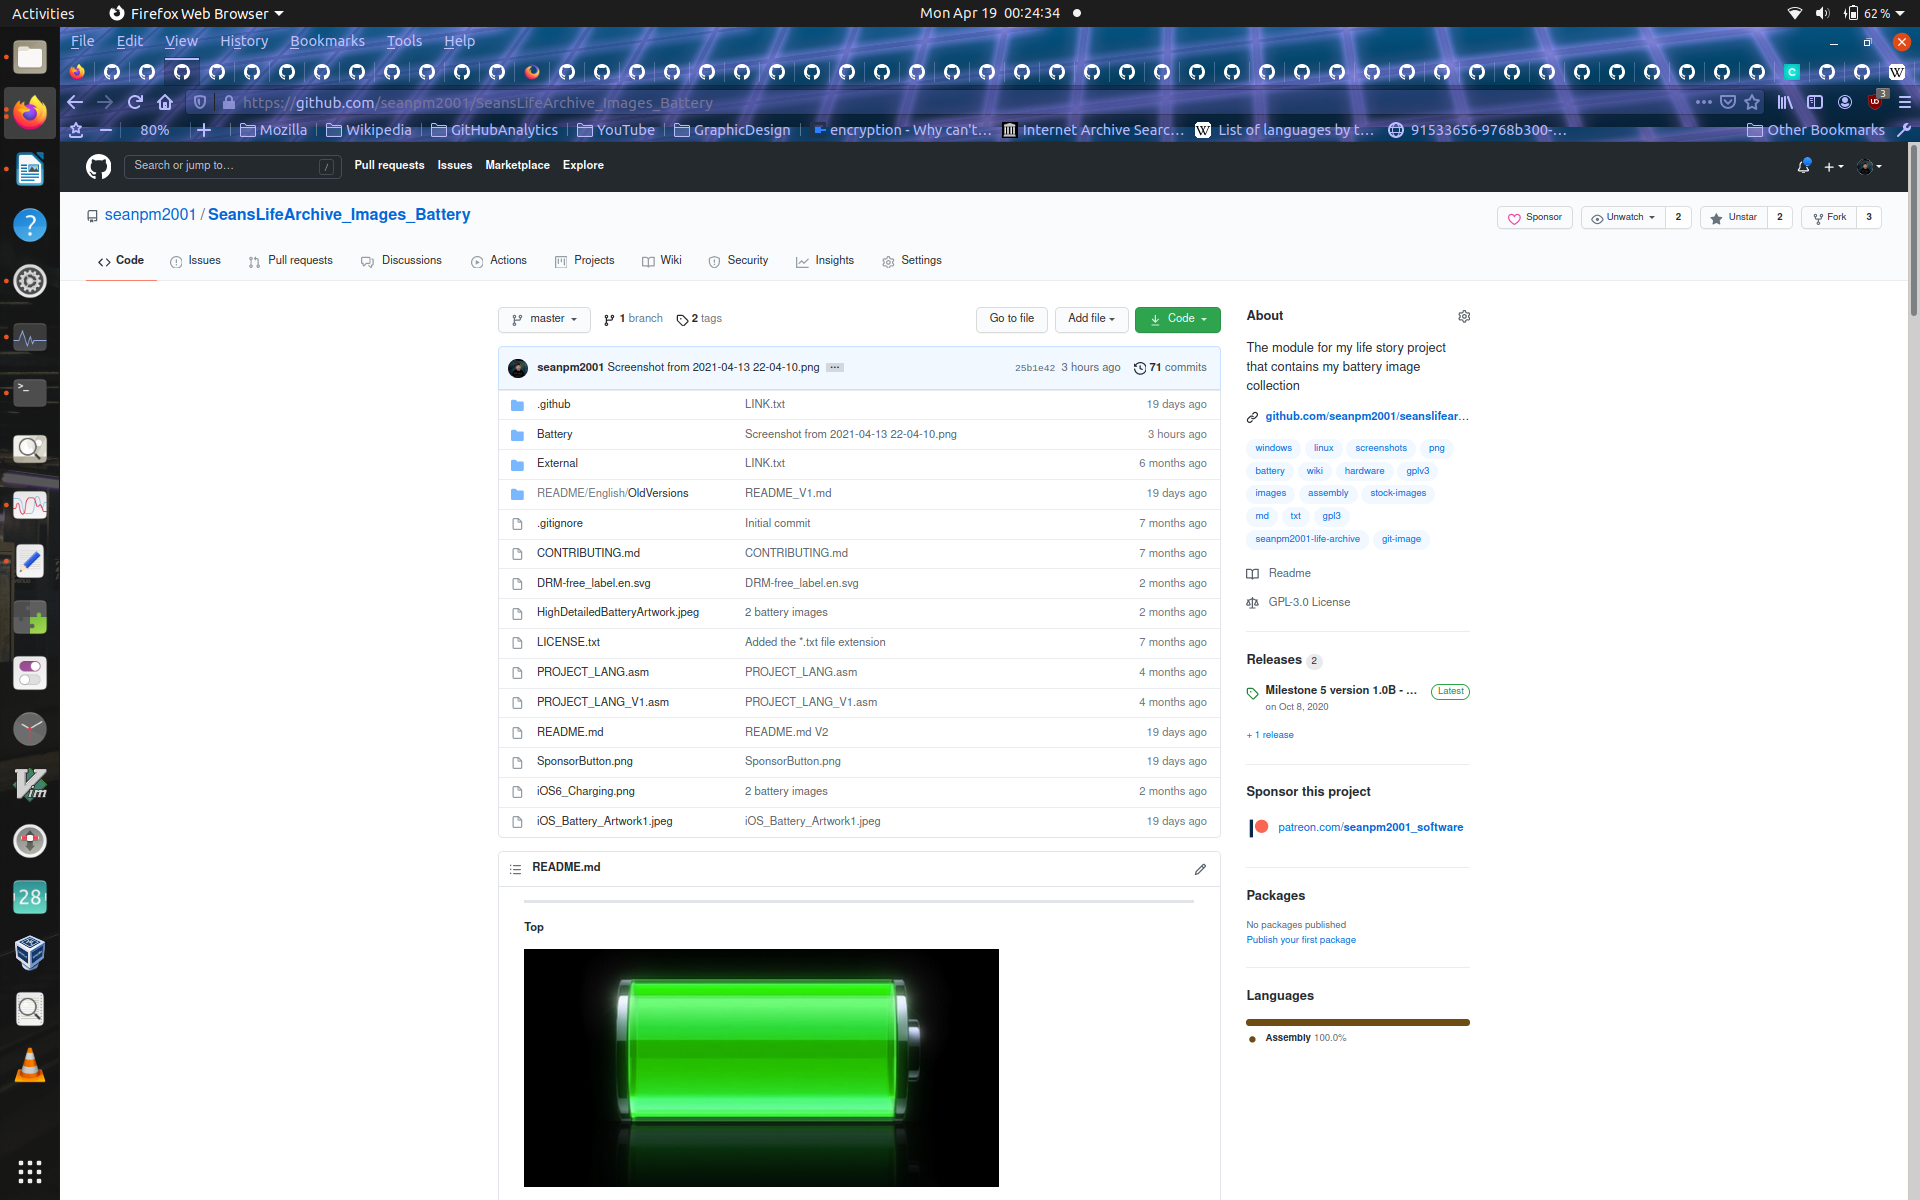 Activities Firefox Web Browser Mon Apr 19 00:24:34 62 %
File Edit View History Bookmarks Tools Help
https://github.com/seanpm2001/SeansLifeArchive_Images_Battery 3
80% Mozilla Wikipedia GitHubAnalytics YouTube GraphicDesign encryption - Why can't… Internet Archive Searc… List of languages by t… 91533656-9768b300-… Other Bookmarks
Search or jump to… / Pull requests Issues Marketplace Explore
seanpm2001 / SeansLifeArchive_Images_Battery Sponsor Unwatch 2 Unstar 2 Fork 3
Code Issues Pull requests Discussions Actions Projects Wiki Security Insights Settings
master 1 branch 2 tags Go to file Add file Code
seanpm2001 Screenshot from 2021-04-13 22-04-10.png ··· 25b1e42 3 hours ago 71 commits
.github LINK.txt 19 days ago
Battery Screenshot from 2021-04-13 22-04-10.png 3 hours ago
External LINK.txt 6 months ago
README/English/OldVersions README_V1.md 19 days ago
.gitignore Initial commit 7 months ago
CONTRIBUTING.md CONTRIBUTING.md 7 months ago
DRM-free_label.en.svg DRM-free_label.en.svg 2 months ago
HighDetailedBatteryArtwork.jpeg 2 battery images 2 months ago
LICENSE.txt Added the *.txt file extension 7 months ago
PROJECT_LANG.asm PROJECT_LANG.asm 4 months ago
PROJECT_LANG_V1.asm PROJECT_LANG_V1.asm 4 months ago
README.md README.md V2 19 days ago
SponsorButton.png SponsorButton.png 19 days ago
iOS6_Charging.png 2 battery images 2 months ago
iOS_Battery_Artwork1.jpeg iOS_Battery_Artwork1.jpeg 19 days ago
README.md
Top
About
The module for my life story project
that contains my battery image
collection
github.com/seanpm2001/seanslifear…
windows linux screenshots png
battery wiki hardware gplv3
images assembly stock-images
md txt gpl3
seanpm2001-life-archive git-image
Readme
GPL-3.0 License
Releases 2
Milestone 5 version 1.0B - … Latest
on Oct 8, 2020
+ 1 release
Sponsor this project
patreon.com/seanpm2001_software
Packages
No packages published
Publish your first package
Languages
Assembly 100.0%
28